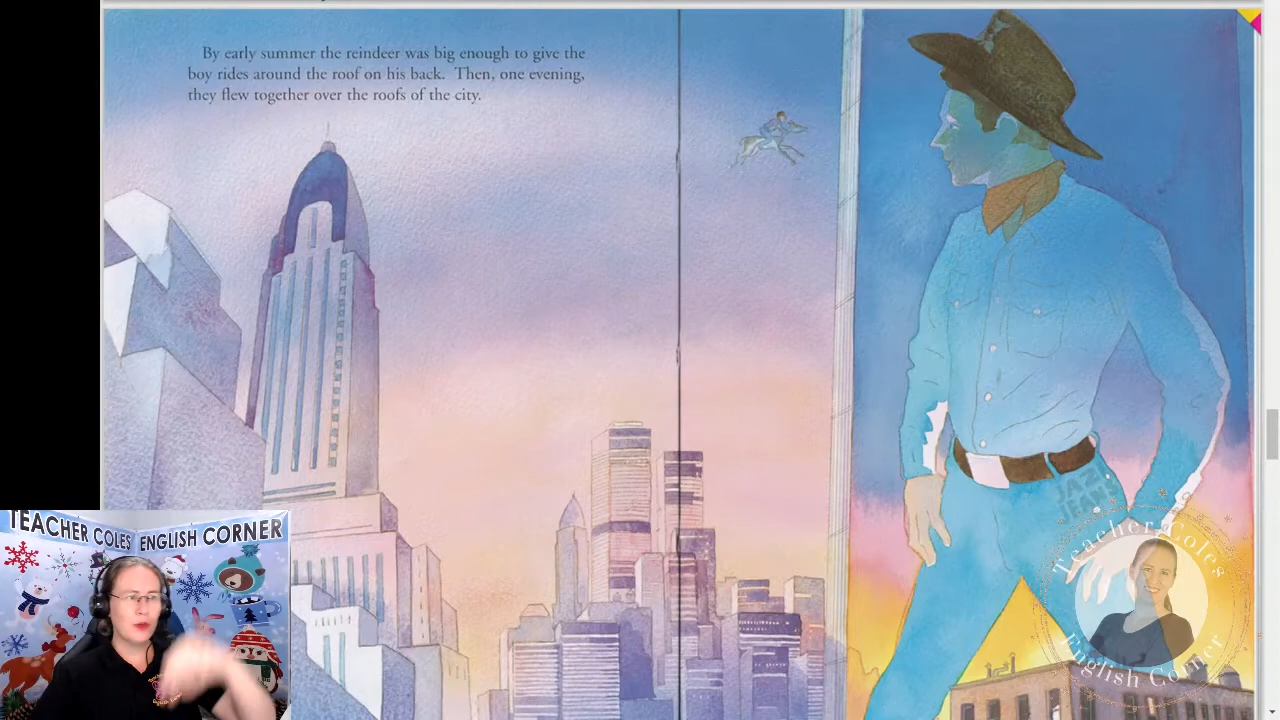 By early summer the reindeer was big enough to give the
boy rides around the roof on his back. Then, one evening,
they flew together over the roofs of the city.
TEACHER COLES ENGLISH CORNER
Teacher Coles
English Corner